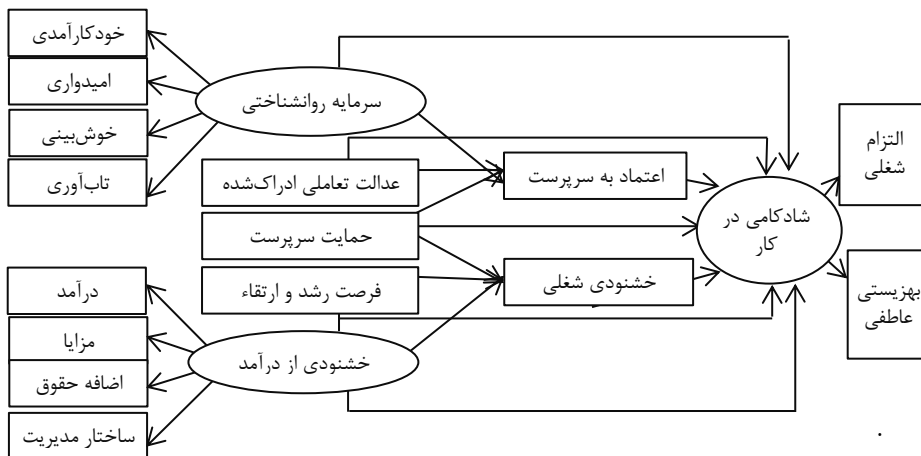 خودکارآمدی
امیدواری
خوش‌بینی
تاب‌آوری
سرمایه روانشناختی
عدالت تعاملی ادراک‌شده
حمایت سرپرست
فرصت رشد و ارتقاء
خشنودی از درآمد
درآمد
مزایا
اضافه حقوق
ساختار مدیریت
اعتماد به سرپرست
خشنودی شغلی
شادکامی در
کار
التزام
شغلی
بهزیستی
عاطفی
.